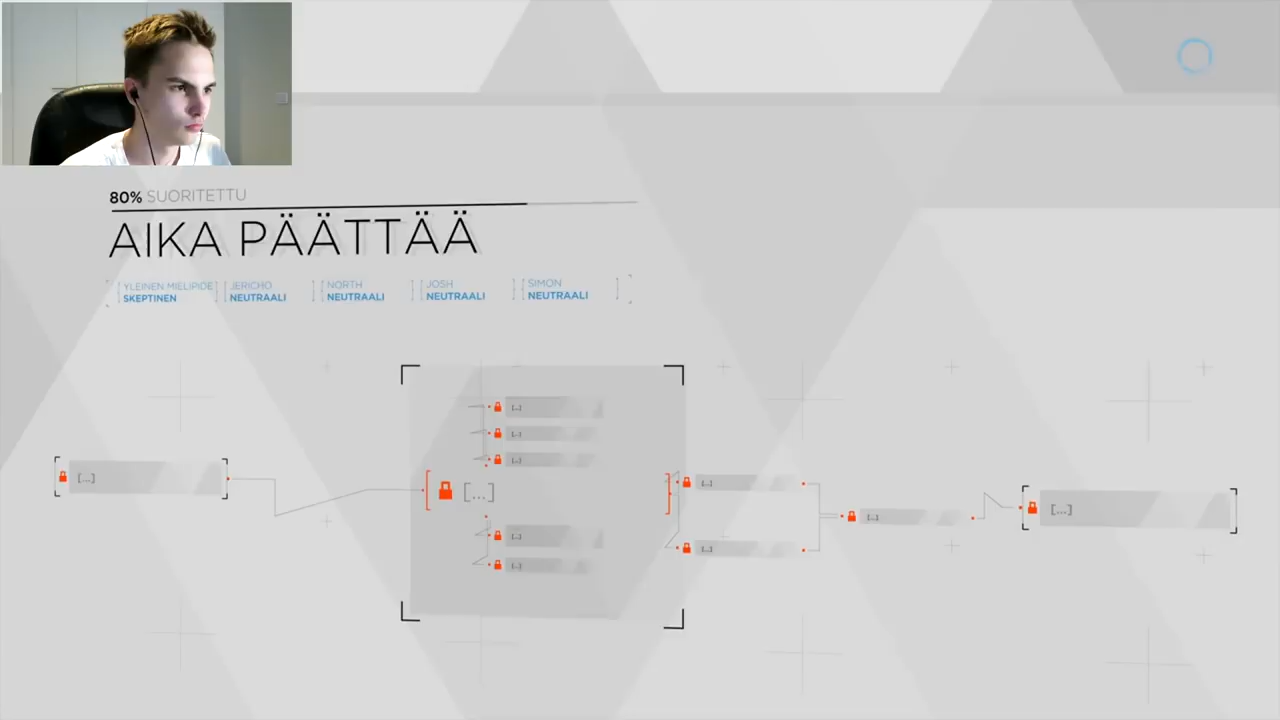 80% SUORITETTU
AIKA PÄÄTTÄÄ
YLEINEN MIELIPIDE JERICHO NORTH JOSH SIMON
SKEPTINEN NEUTRAALI NEUTRAALI NEUTRAALI NEUTRAALI
[...]
[...]
[...]
[...]
[...]
[...]
[...]
[...]
[...]
[...]
[...]